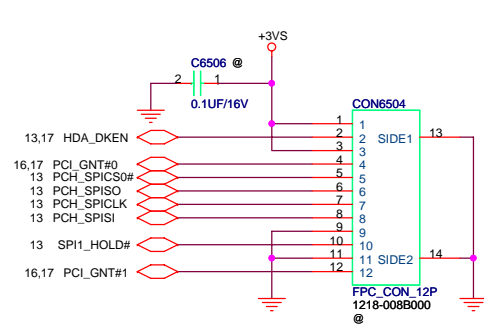 +3VS
C6506 @
2 1
0.1UF/16V
CON6504
1 1
13,17 HDA_DKEN 2 2 SIDE1 13
3 3
16,17 PCI_GNT#0 4 4
13 PCH_SPICS0# 5 5
13 PCH_SPISO 6 6
13 PCH_SPICLK 7 7
13 PCH_SPISI 8 8
9 9
13 SPI1_HOLD# 10 10
11 11 SIDE2 14
16,17 PCI_GNT#1 12 12
FPC_CON_12P
1218-008B000
@